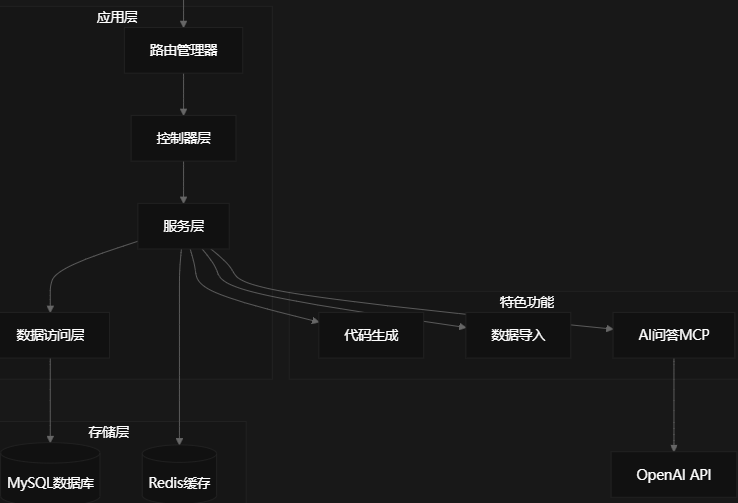 应用层
路由管理器
控制器层
服务层
特色功能
数据访问层
代码生成
数据导入
AI问答MCP
存储层
MySQL数据库
Redis缓存
OpenAI API